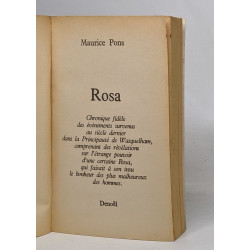 Maurice Pons
Rosa
Chronique fidèle
des événements survenus
au siècle dernier
dans la Principauté de Wasquelham,
comprenant des révélations
sur l'étrange pouvoir
d'une certaine Rosa,
qui faisait à son insu
le bonheur des plus malheureux
des hommes.
Denoël